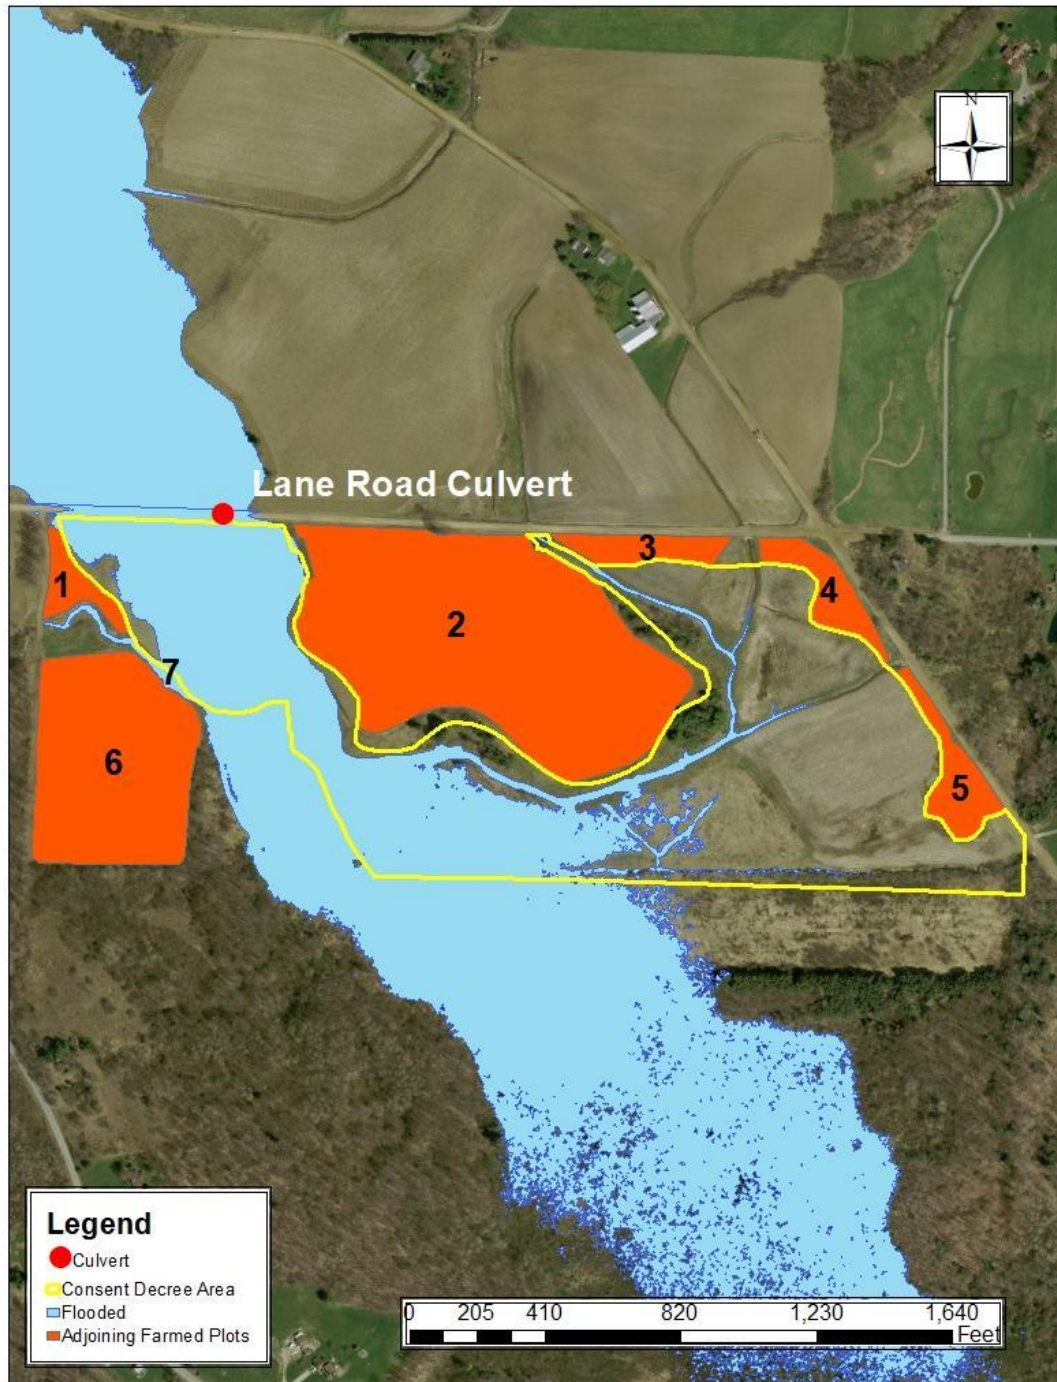 N
Lane Road Culvert
1
2
3
4
5
6
7
Legend
Culvert
Consent Decree Area
Flooded
Adjoining Farmed Plots
0 205 410 820 1,230 1,640
Feet